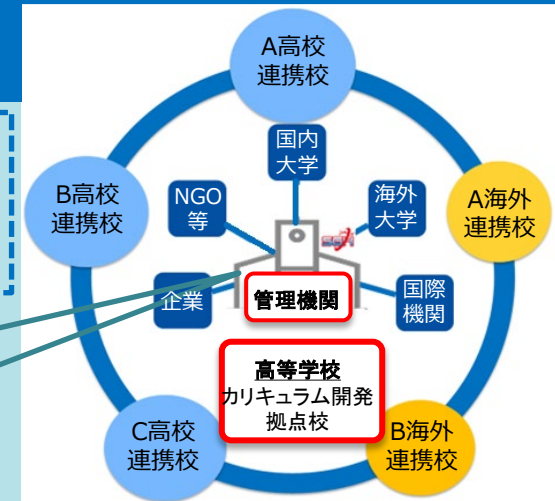 A高校
連携校
国内
大学
B高校
連携校
NGO
等
海外
大学
A海外
連携校
企業
管理機関
国際
機関
高等学校
カリキュラム開発
拠点校
C高校
連携校
B海外
連携校